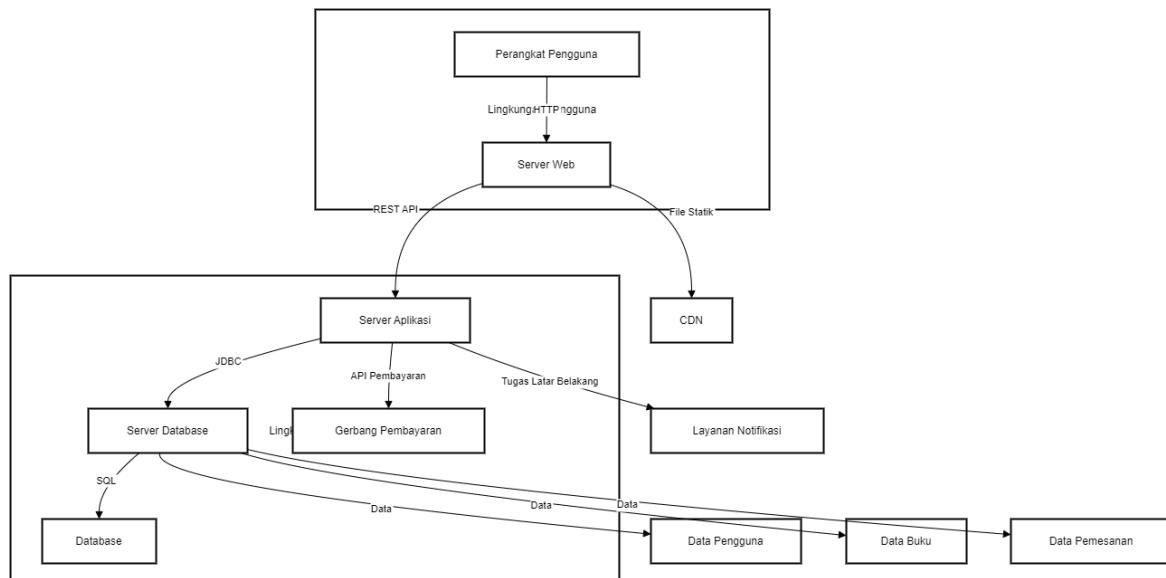 Perangkat Pengguna
HTTP
Server Web
REST API
File Statik
Server Aplikasi
CDN
JDBC
API Pembayaran
Tugas Latar Belakang
Server Database
Gerbang Pembayaran
Layanan Notifikasi
SQL
Data
Data
Data
Database
Data Pengguna
Data Buku
Data Pemesanan